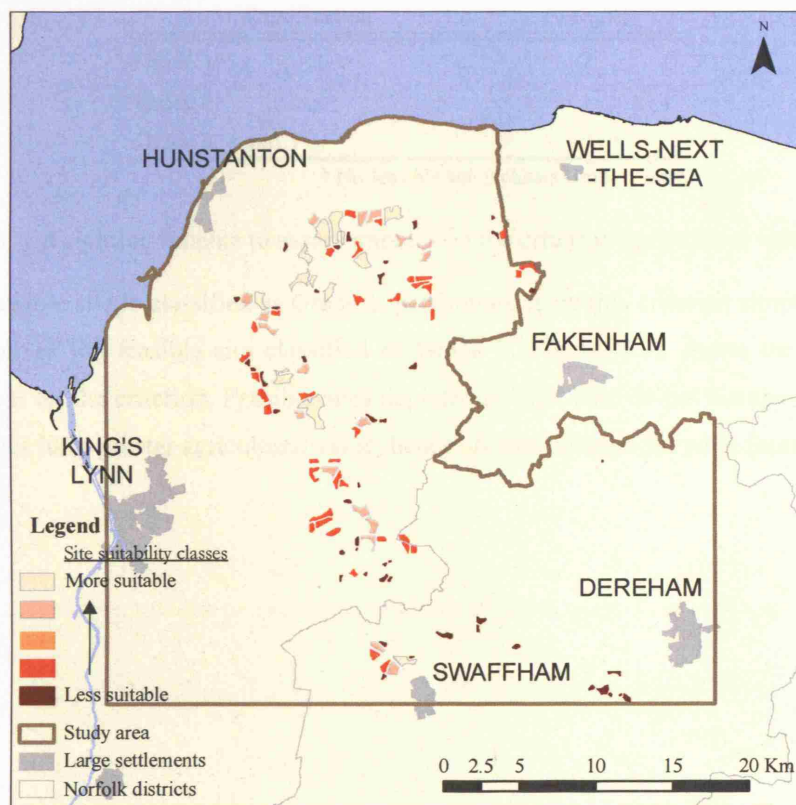 N
HUNSTANTON
WELLS-NEXT
-THE-SEA
FAKENHAM
KING'S
LYNN
DEREHAM
SWAFFHAM
Legend
Site suitability classes
More suitable
Less suitable
Study area
Large settlements
Norfolk districts
0 2.5 5 10 15 20 Km